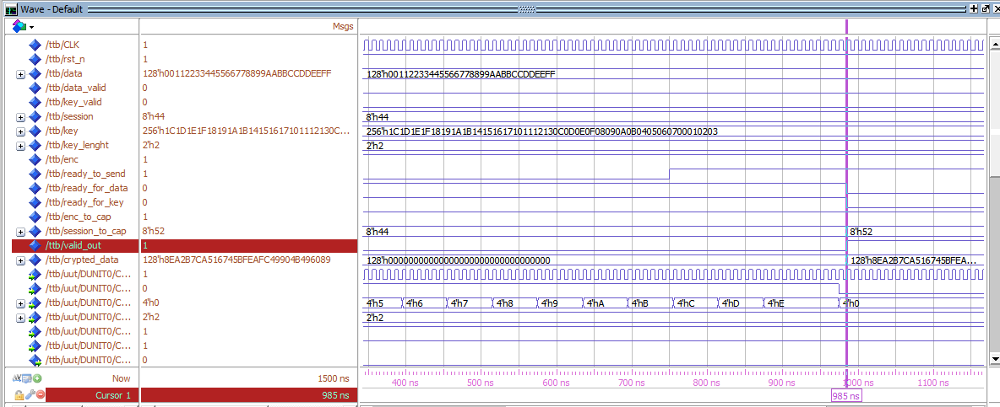 Wave - Default
Msgs
/ttb/CLK 1
/ttb/rst_n 1
/ttb/data 128'h00112233445566778899AABBCCDDEEFF 128'h00112233445566778899AABBCCDDEEFF
/ttb/data_valid 0
/ttb/key_valid 0
/ttb/session 8'h44 8'h44
/ttb/key 256'h1C1D1E1F18191A1B14151617101112130C... 256'h1C1D1E1F18191A1B14151617101112130C0D0E0F08090A0B0405060700010203
/ttb/key_lenght 2'h2 2'h2
/ttb/enc 1
/ttb/ready_to_send 1
/ttb/ready_for_data 0
/ttb/ready_for_key 0
/ttb/enc_to_cap 1
/ttb/session_to_cap 8'h52 8'h44 8'h52
/ttb/valid_out 1
/ttb/crypted_data 128'h8EA2B7CA516745BFEAFC49904B496089 128'h00000000000000000000000000000000 128'h8EA2B7CA516745BFEA...
/ttb/uut/DUNIT0/C... 1
/ttb/uut/DUNIT0/C... 0
/ttb/uut/DUNIT0/C... 4'h0 4'h5 4'h6 4'h7 4'h8 4'h9 4'hA 4'hB 4'hC 4'hD 4'hE 4'h0
/ttb/uut/DUNIT0/C... 2'h2 2'h2
/ttb/uut/DUNIT0/C... 1
/ttb/uut/DUNIT0/C... 1
/ttb/uut/DUNIT0/C... 0
Now 1500 ns 400 ns 500 ns 600 ns 700 ns 800 ns 900 ns 1000 ns 1100 ns
Cursor 1 985 ns 985 ns